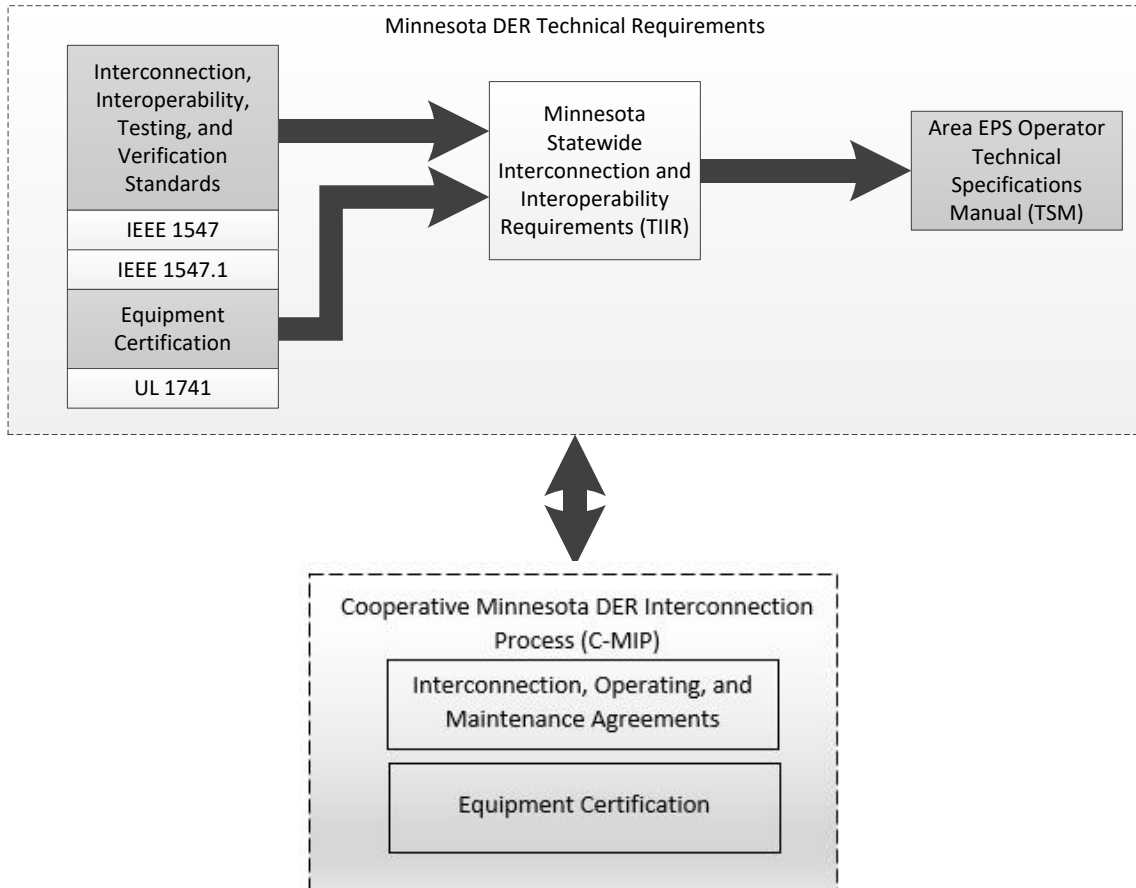 Minnesota DER Technical Requirements
Interconnection,
Interoperability,
Testing, and
Verification
Standards
IEEE 1547
IEEE 1547.1
Equipment
Certification
UL 1741
Minnesota
Statewide
Interconnection and
Interoperability
Requirements (TIIR)
Area EPS Operator
Technical
Specifications
Manual (TSM)
Cooperative Minnesota DER Interconnection
Process (C-MIP)
Interconnection, Operating, and
Maintenance Agreements
Equipment Certification